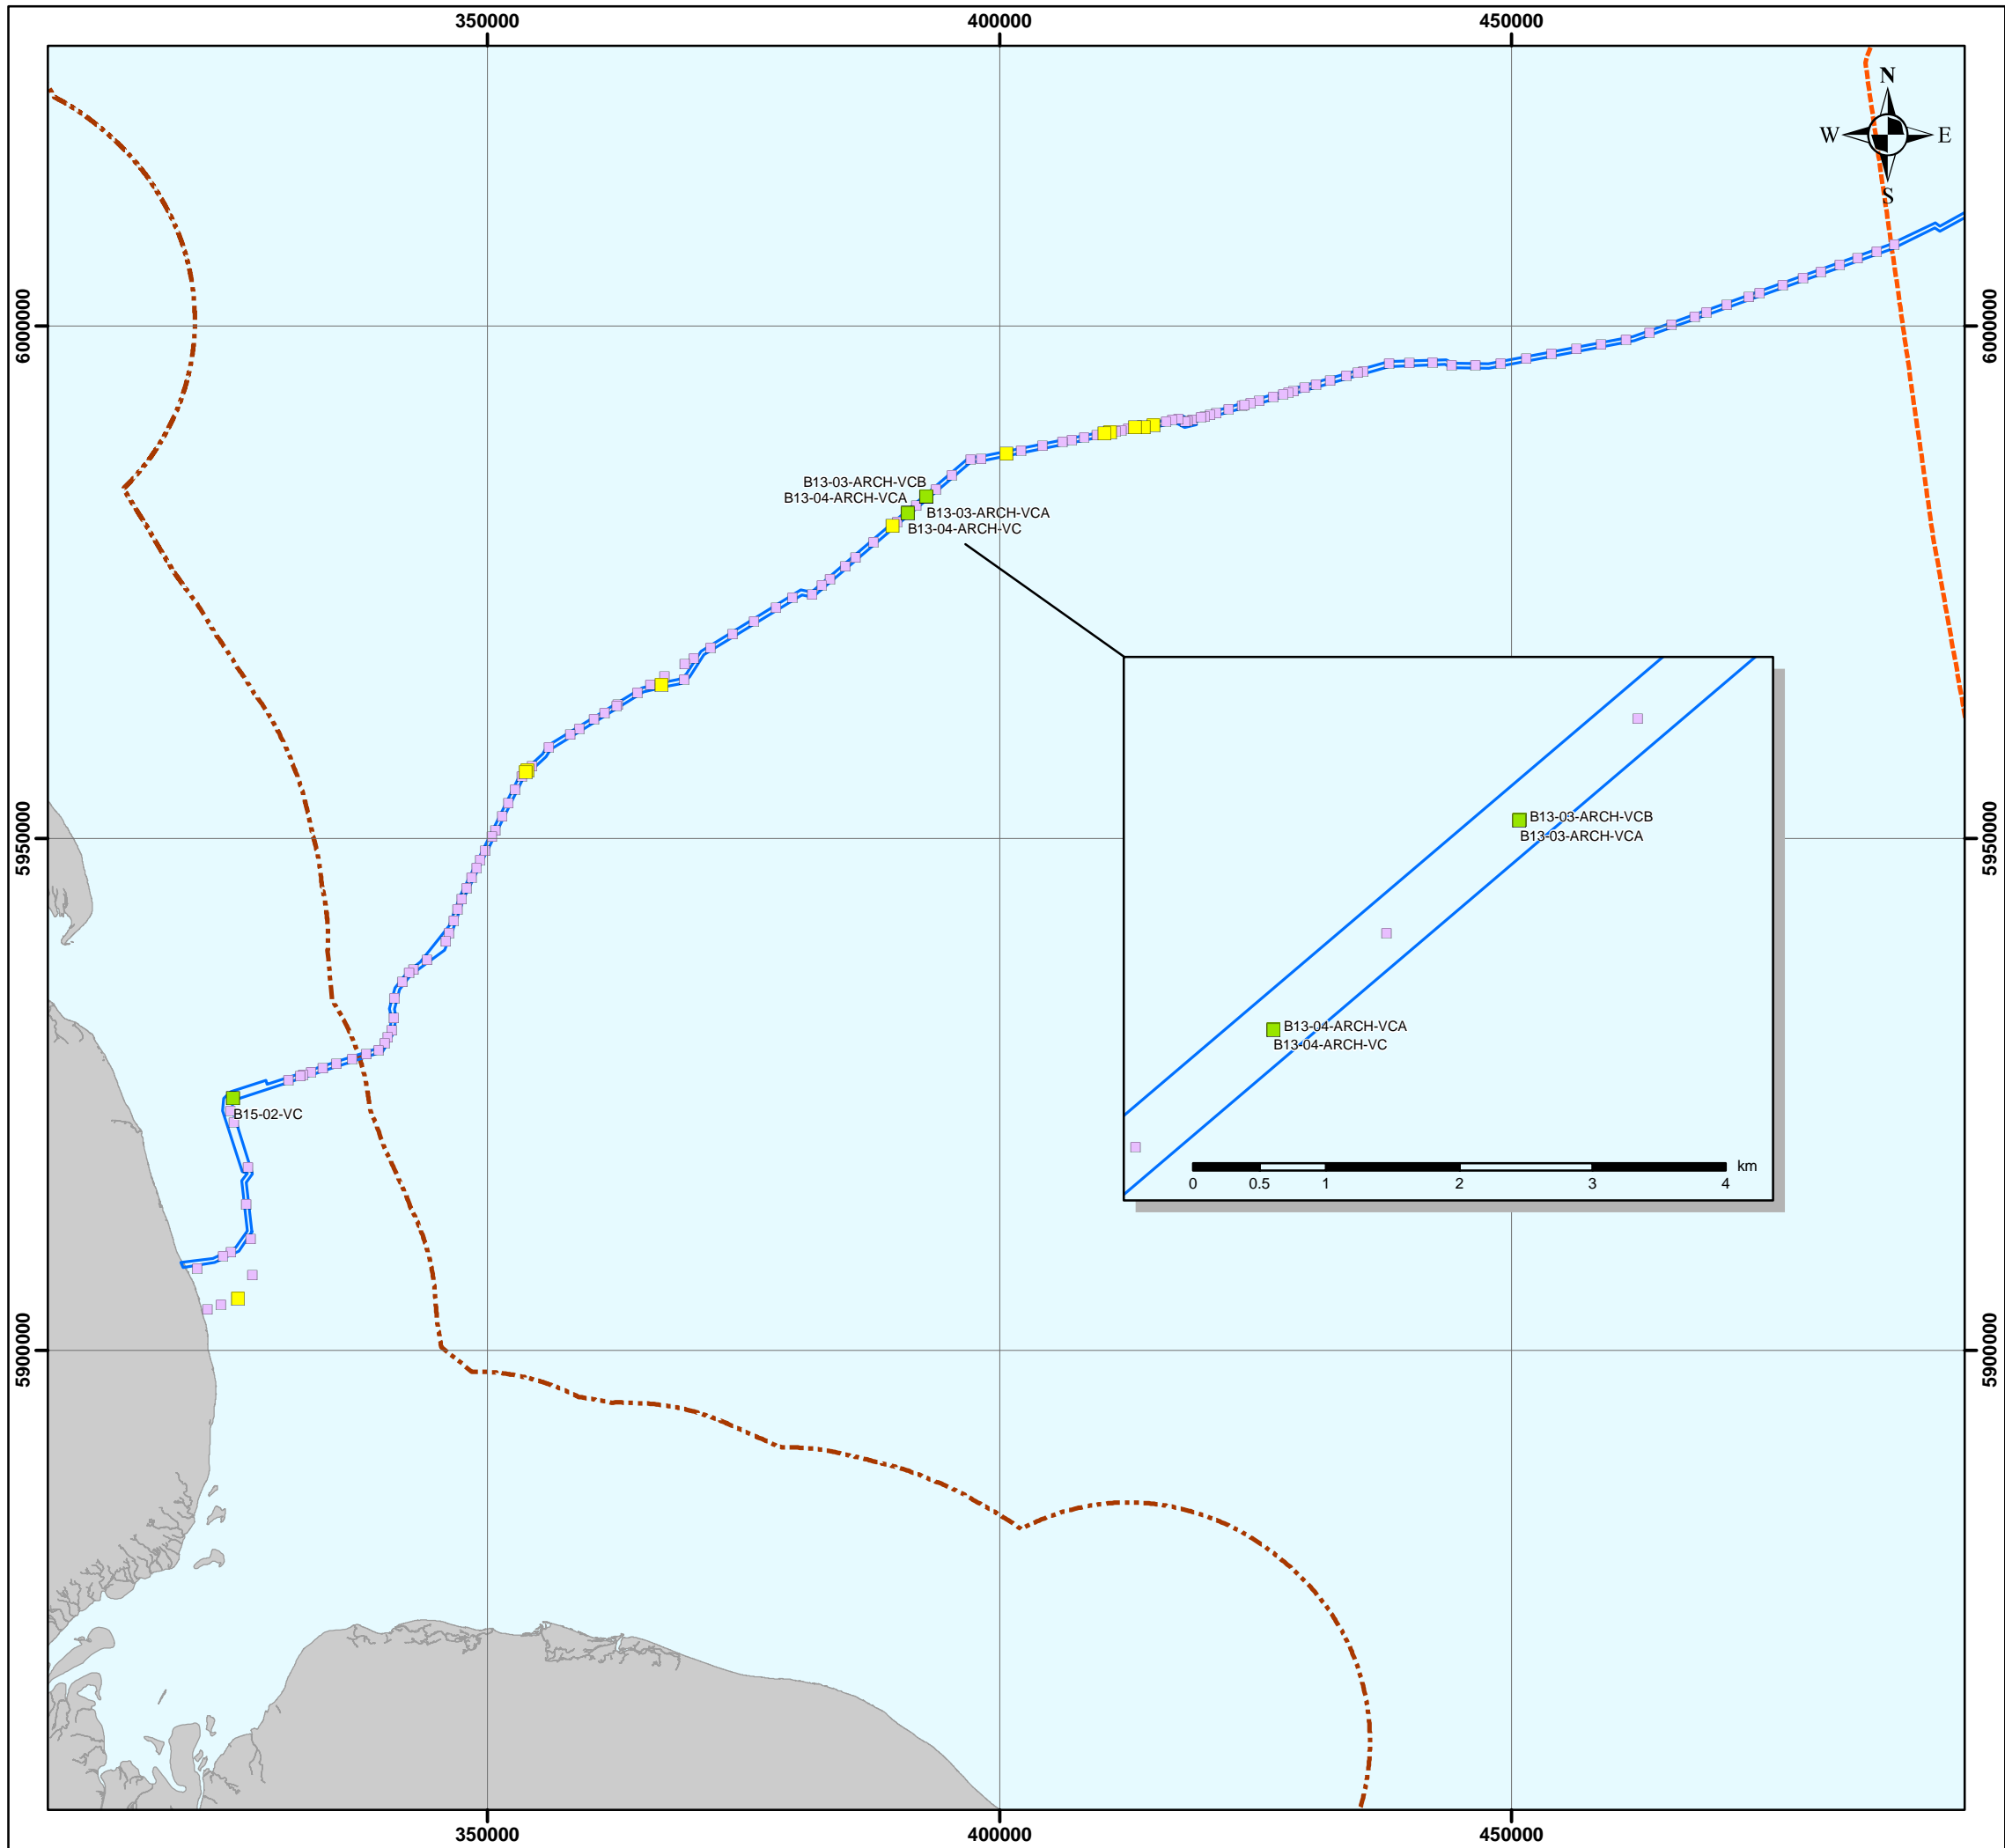 350000
400000
450000
N
W
E
S
6000000
6000000
B13-03-ARCH-VCB
B13-04-ARCH-VCA
B13-03-ARCH-VCA
B13-04-ARCH-VC
B13-03-ARCH-VCB
B13-03-ARCH-VCA
5950000
5950000
B13-04-ARCH-VCA
B13-04-ARCH-VC
B15-02-VC
km
0
0.5
1
2
3
4
5900000
5900000
350000
400000
450000